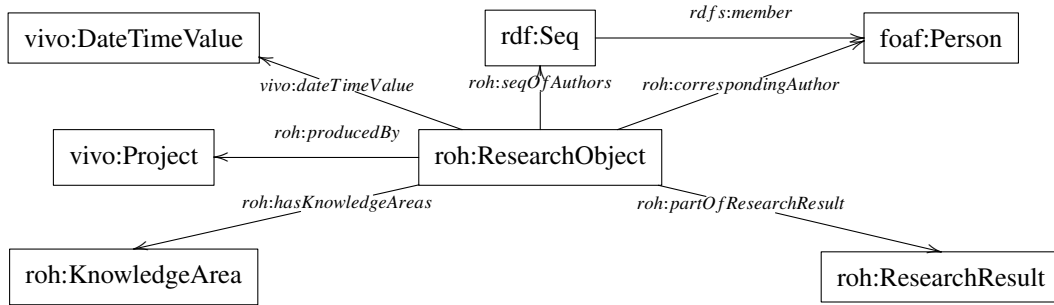 rdfs:member
vivo:DateTimeValue
rdf:Seq
foaf:Person
vivo:dateTimeValue
roh:seqOfAuthors
roh:correspondingAuthor
roh:producedBy
vivo:Project
roh:ResearchObject
roh:hasKnowledgeAreas
roh:partOfResearchResult
roh:KnowledgeArea
roh:ResearchResult